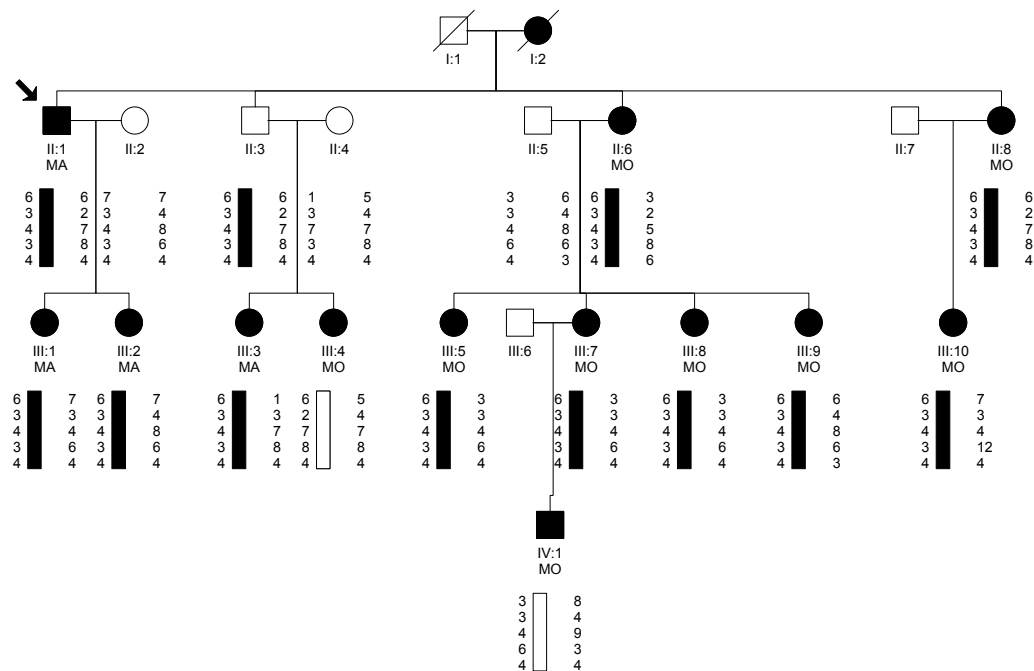 I:1 I:2
II:1 II:2 II:3 II:4 II:5 II:6 II:7 II:8
MA MO MO
6 6 7 7 6 6 1 5 3 6 6 3 6 6
3 2 3 4 3 2 3 4 3 4 3 2 3 2
4 7 4 8 4 7 7 7 4 8 4 5 4 7
3 8 3 6 3 8 3 8 6 6 3 8 3 8
4 4 4 4 4 4 4 4 4 3 4 6 4 4
III:1 III:2 III:3 III:4 III:5 III:6 III:7 III:8 III:9 III:10
MA MA MA MO MO MO MO MO MO
6 7 6 7 6 1 6 5 6 3 6 3 6 3 6 6 6 7
3 3 3 4 3 3 2 4 3 3 3 3 3 3 3 4 3 3
4 4 4 8 4 7 7 7 4 4 4 4 4 4 4 8 4 4
3 6 3 6 3 8 8 8 3 6 3 6 3 6 3 6 3 12
4 4 4 4 4 4 4 4 4 4 4 4 4 4 4 3 4 4
IV:1
MO
3 8
3 4
4 9
6 3
4 4